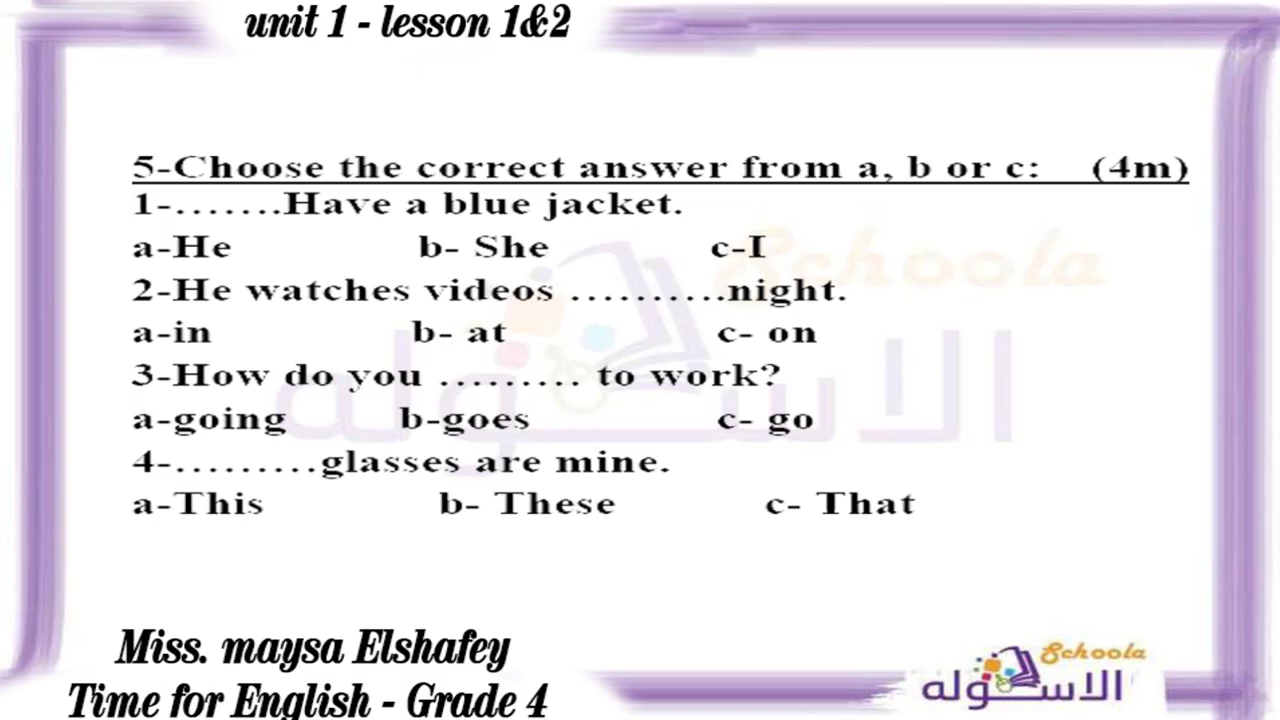 unit 1 - lesson 1&2
5-Choose the correct answer from a, b or c: (4m)
1-.......Have a blue jacket.
a-He b- She c-I
2-He watches videos ..........night.
a-in b- at c- on
3-How do you ......... to work?
a-going b-goes c- go
4-.........glasses are mine.
a-This b- These c- That
Miss. maysa Elshafey
Time for English - Grade 4
Schoola
الاسكوله